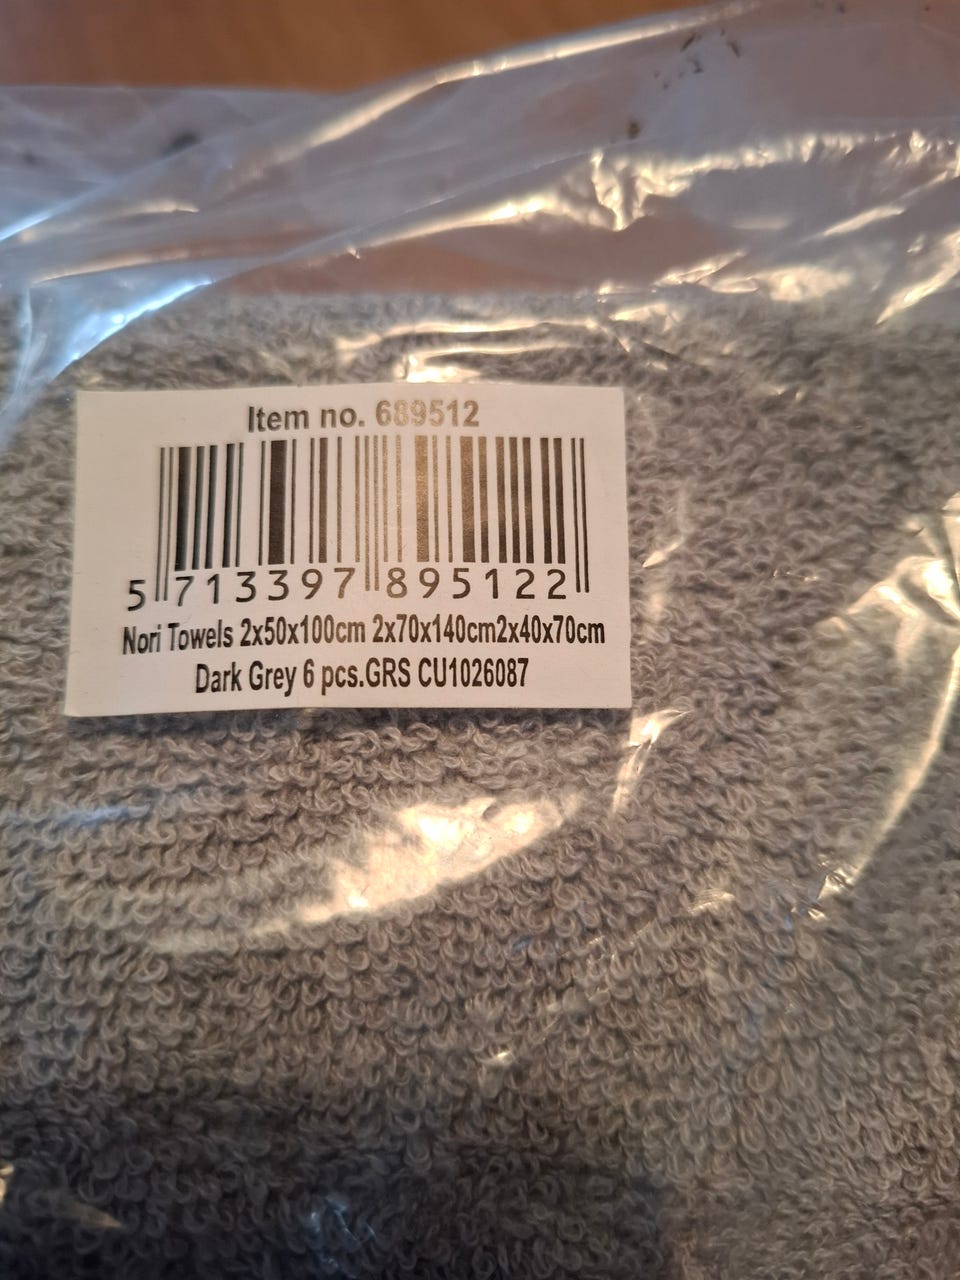 Item no. 689512
5 713397 895122
Nori Towels 2x50x100cm 2x70x140cm2x40x70cm
Dark Grey 6 pcs.GRS CU1026087